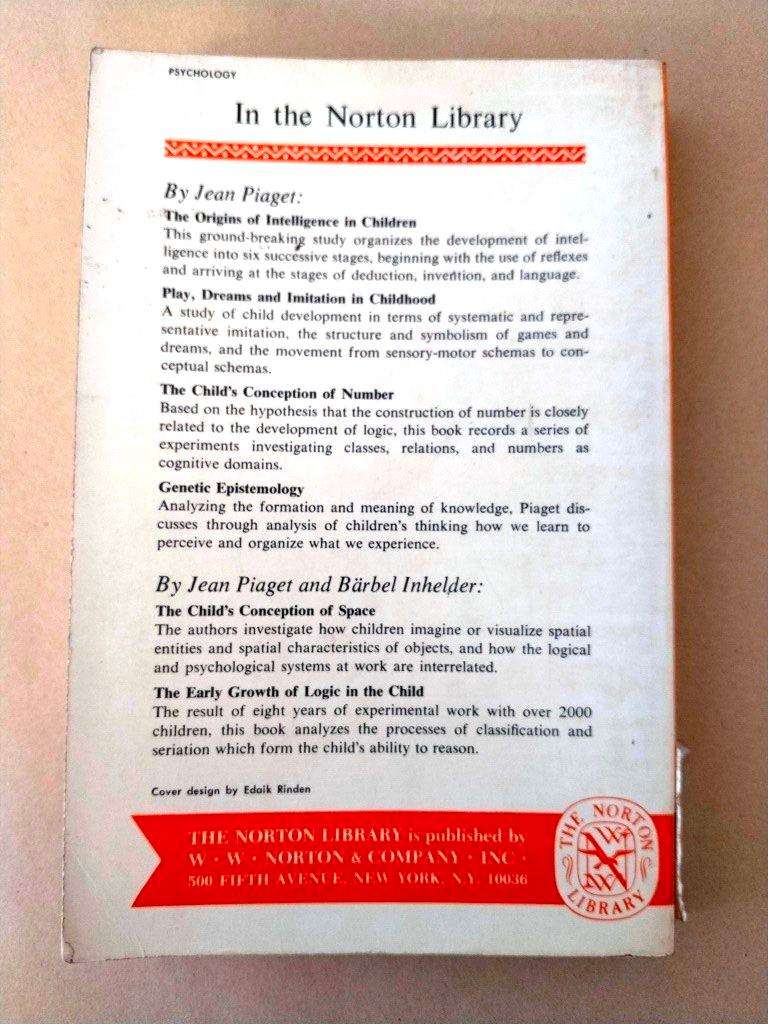 PSYCHOLOGY
In the Norton Library
By Jean Piaget:
The Origins of Intelligence in Children
This ground-breaking study organizes the development of intel-
ligence into six successive stages, beginning with the use of reflexes
and arriving at the stages of deduction, invention, and language.
Play, Dreams and Imitation in Childhood
A study of child development in terms of systematic and repre-
sentative imitation, the structure and symbolism of games and
dreams, and the movement from sensory-motor schemas to con-
ceptual schemas.
The Child's Conception of Number
Based on the hypothesis that the construction of number is closely
related to the development of logic, this book records a series of
experiments investigating classes, relations, and numbers as
cognitive domains.
Genetic Epistemology
Analyzing the formation and meaning of knowledge, Piaget dis-
cusses through analysis of children's thinking how we learn to
perceive and organize what we experience.
By Jean Piaget and Bärbel Inhelder:
The Child's Conception of Space
The authors investigate how children imagine or visualize spatial
entities and spatial characteristics of objects, and how the logical
and psychological systems at work are interrelated.
The Early Growth of Logic in the Child
The result of eight years of experimental work with over 2000
children, this book analyzes the processes of classification and
seriation which form the child's ability to reason.
Cover design by Edaik Rinden
THE NORTON LIBRARY is published by
W · W · NORTON & COMPANY · INC ·
500 FIFTH AVENUE, NEW YORK, N.Y. 10036
THE NORTON
W W
N
LIBRARY